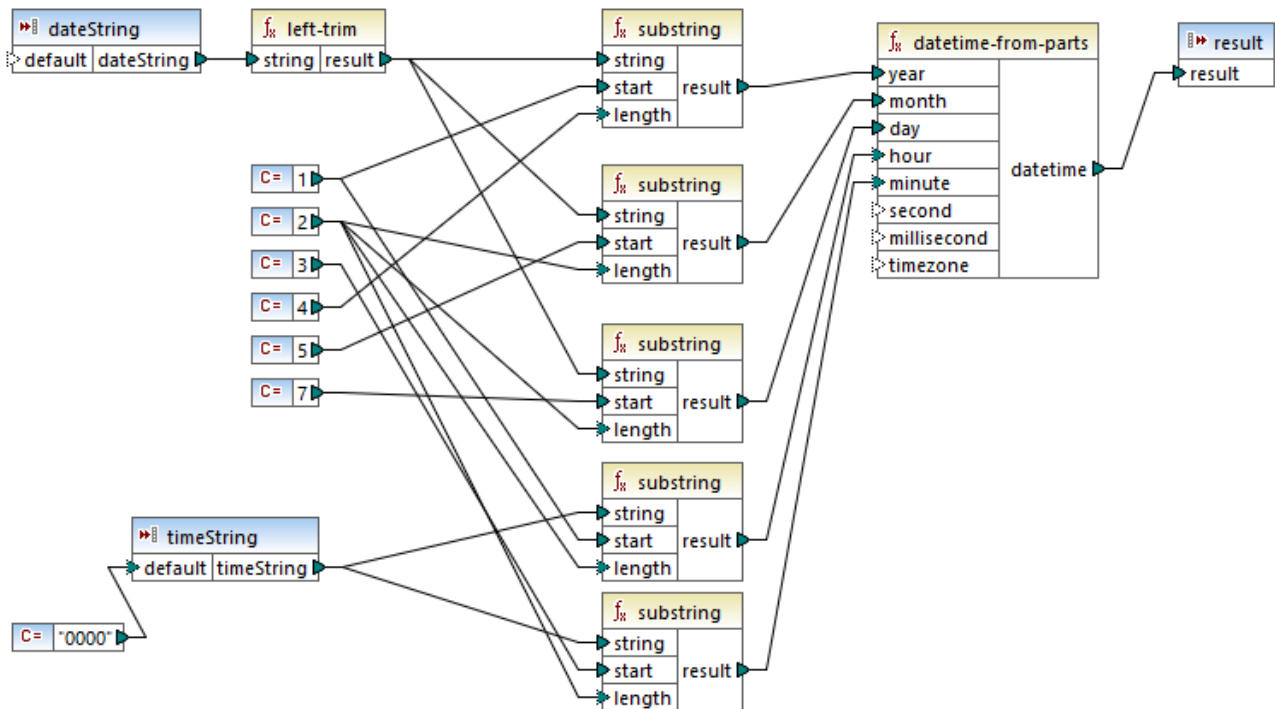 dateString
default dateString
left-trim
string result
substring
string
start
length
result
datetime-from-parts
year
month
day
hour
minute
second
millisecond
timezone
datetime
result
result
C= 1
C= 2
C= 3
C= 4
C= 5
C= 7
substring
string
start
length
result
substring
string
start
length
result
substring
string
start
length
result
timeString
default timeString
C= "0000"
substring
string
start
length
result